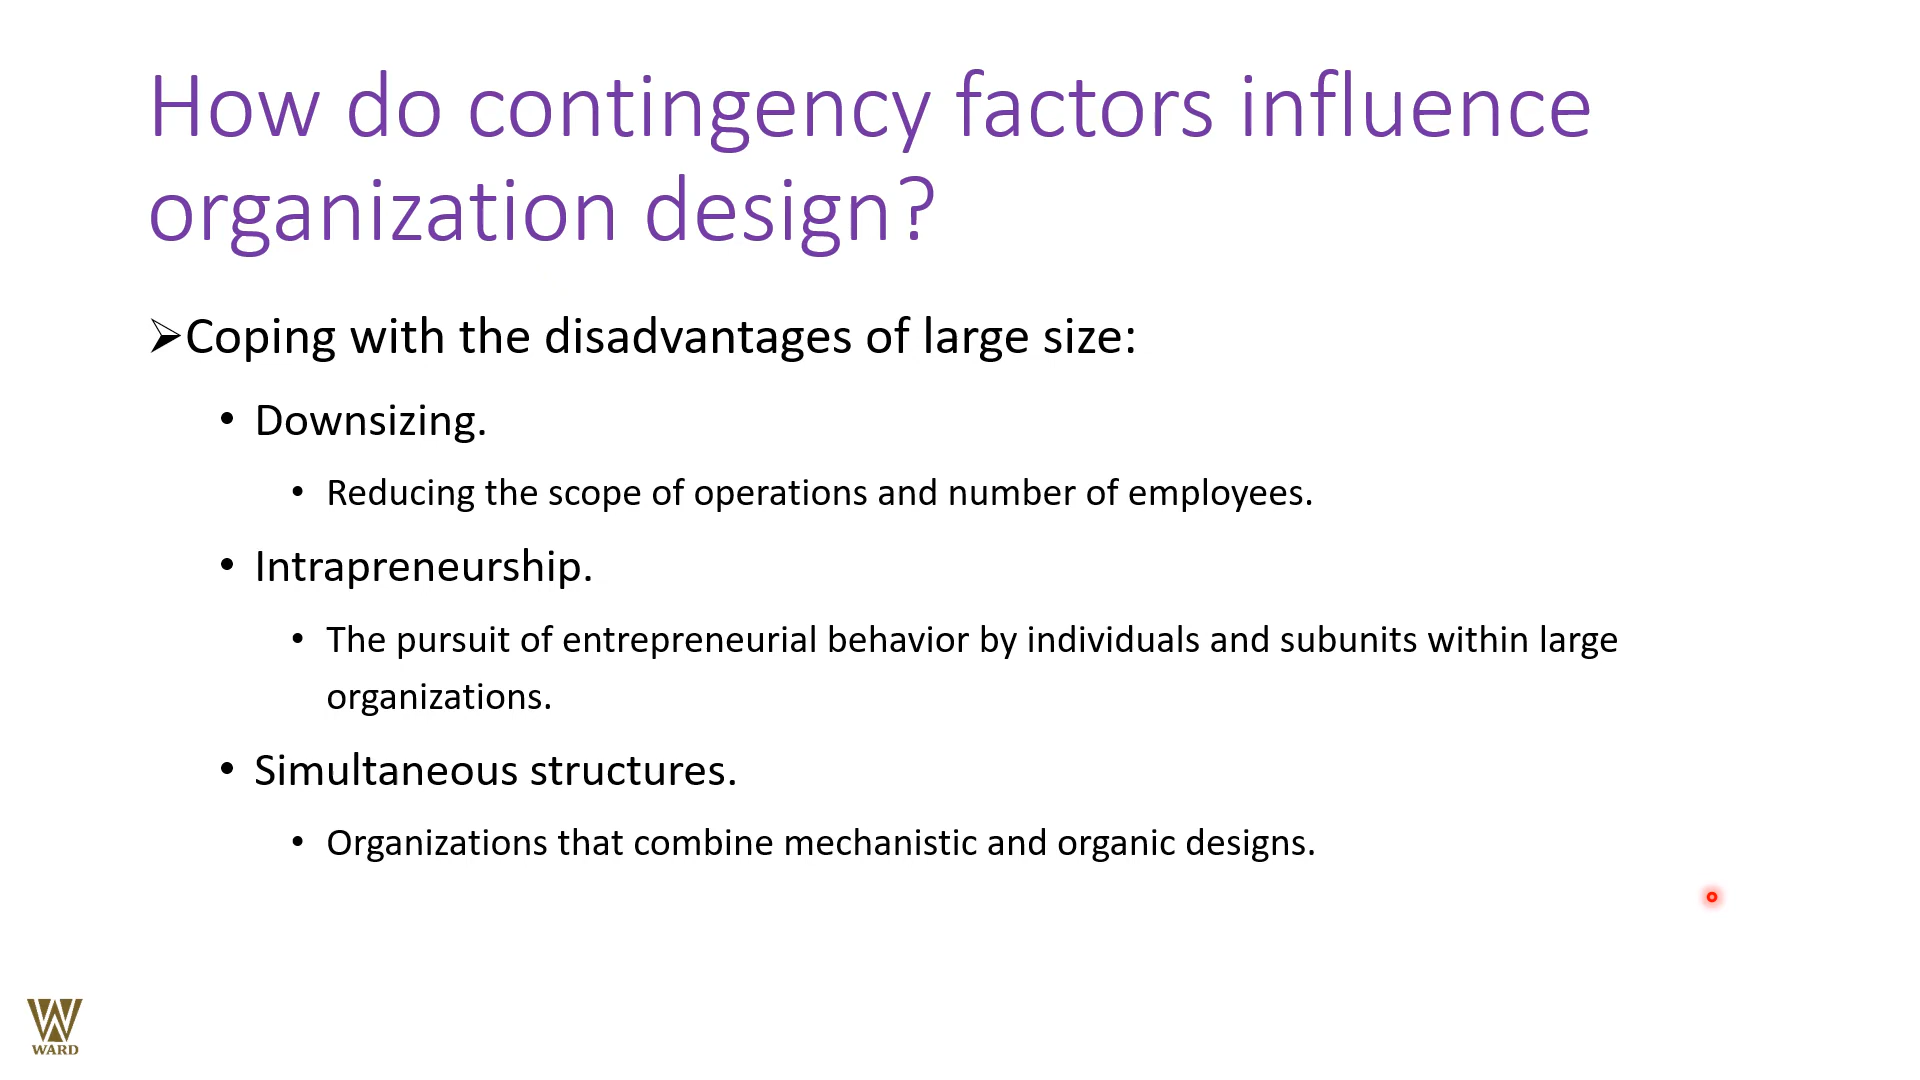 How do contingency factors influence
organization design?
➢Coping with the disadvantages of large size:
• Downsizing.
• Reducing the scope of operations and number of employees.
• Intrapreneurship.
• The pursuit of entrepreneurial behavior by individuals and subunits within large
organizations.
• Simultaneous structures.
• Organizations that combine mechanistic and organic designs.
WARD